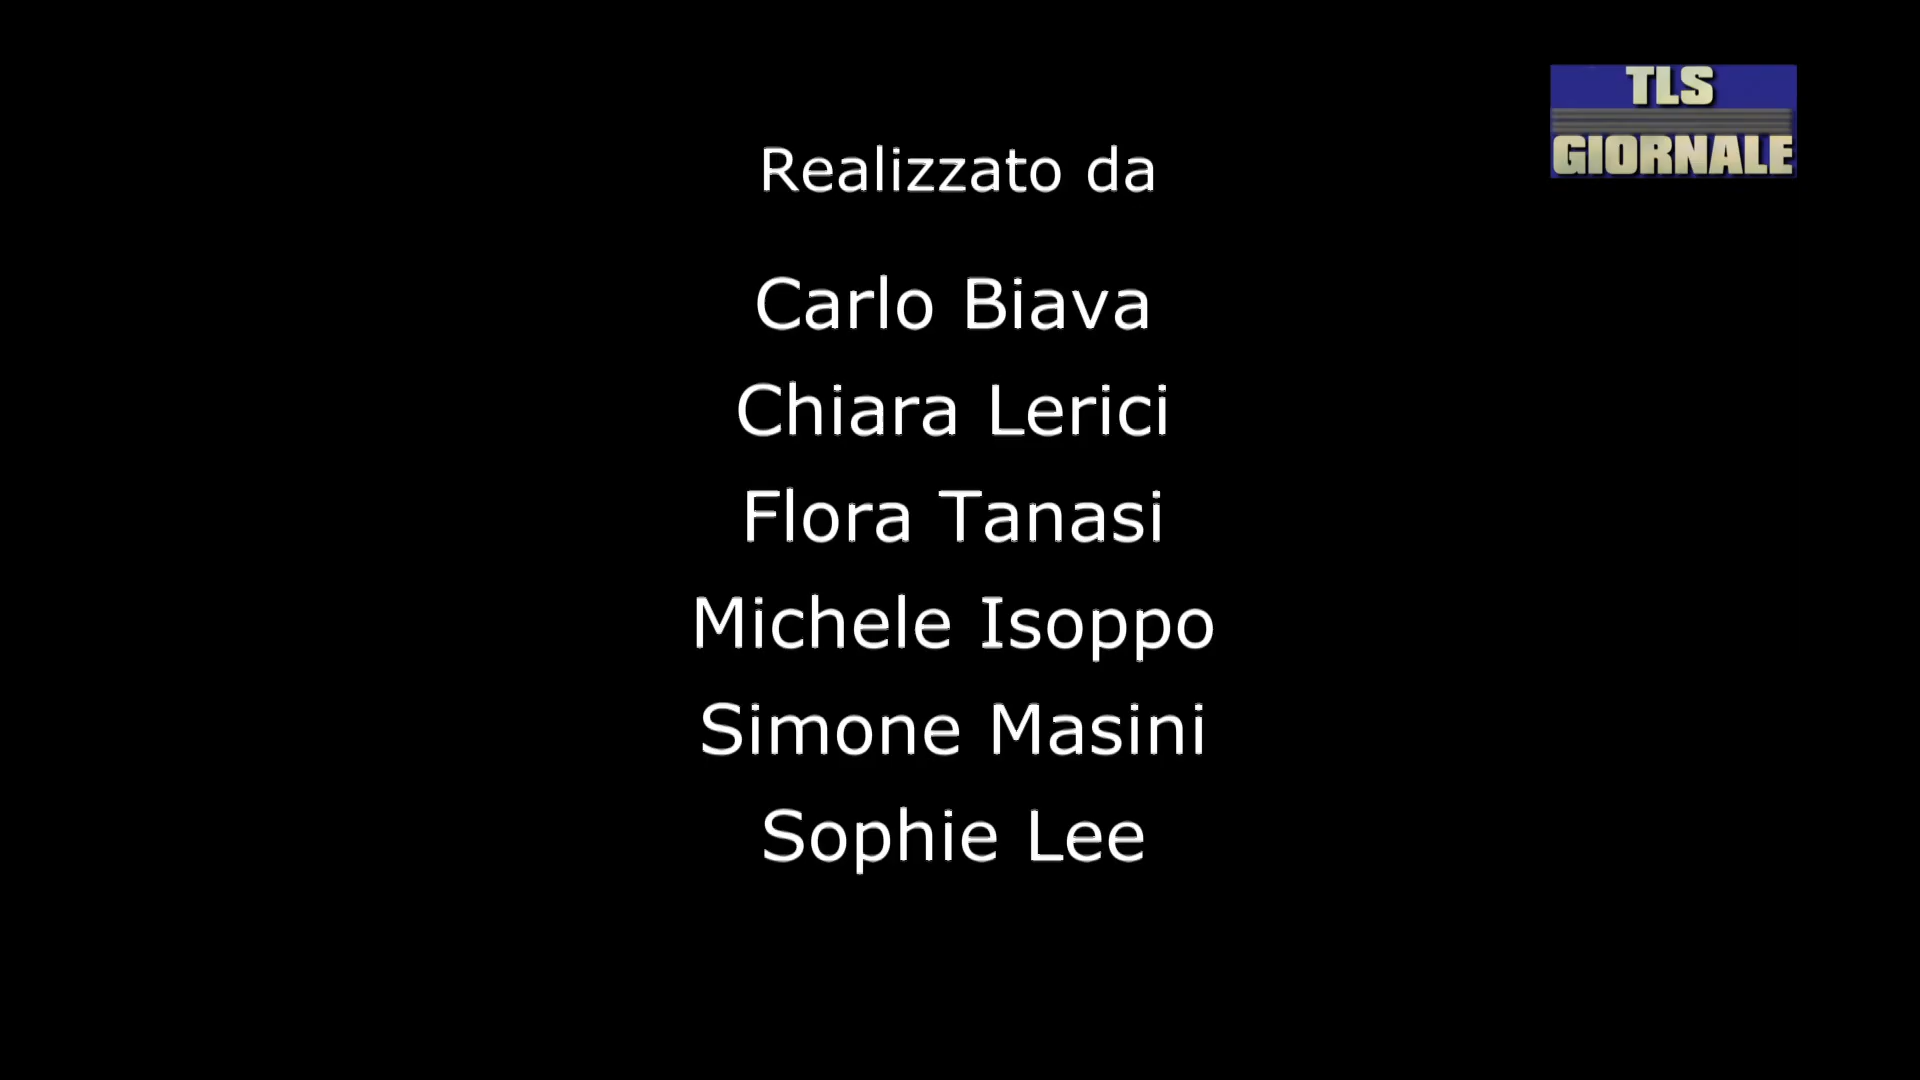 TLS
GIORNALE
Realizzato da
Carlo Biava
Chiara Lerici
Flora Tanasi
Michele Isoppo
Simone Masini
Sophie Lee